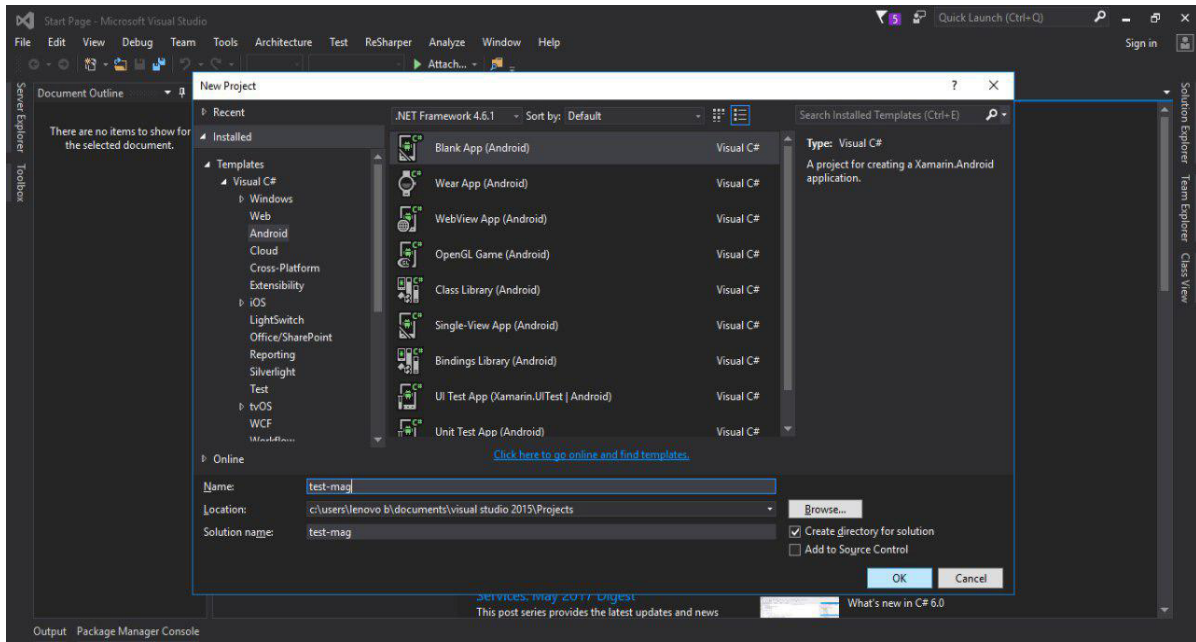 Start Page - Microsoft Visual Studio
5
Quick Launch (Ctrl+Q)
File Edit View Debug Team Tools Architecture Test ReSharper Analyze Window Help
Sign in
Attach...
Server Explorer
Toolbox
Document Outline
There are no items to show for
the selected document.
New Project
?
Recent
Installed
Templates
Visual C#
Windows
Web
Android
Cloud
Cross-Platform
Extensibility
iOS
LightSwitch
Office/SharePoint
Reporting
Silverlight
Test
tvOS
WCF
Workflow
Online
.NET Framework 4.6.1 Sort by: Default
Blank App (Android) Visual C#
Wear App (Android) Visual C#
WebView App (Android) Visual C#
OpenGL Game (Android) Visual C#
Class Library (Android) Visual C#
Single-View App (Android) Visual C#
Bindings Library (Android) Visual C#
UI Test App (Xamarin.UITest | Android) Visual C#
Unit Test App (Android) Visual C#
Click here to go online and find templates.
Search Installed Templates (Ctrl+E)
Type: Visual C#
A project for creating a Xamarin.Android
application.
Name: test-mag
Location: c:\users\lenovo b\documents\visual studio 2015\Projects
Browse...
Solution name: test-mag
Create directory for solution
Add to Source Control
OK Cancel
Solution Explorer
Team Explorer
Class View
Services: May 2017 Digest
This post series provides the latest updates and news
What's new in C# 6.0
Output Package Manager Console